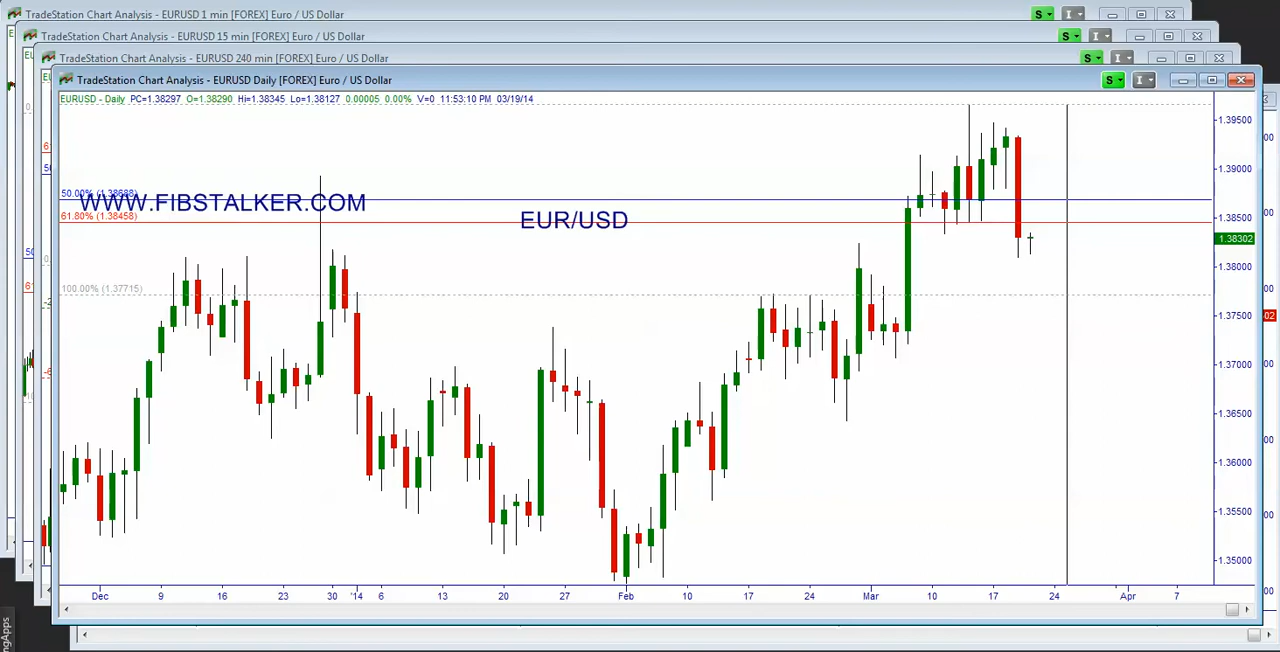 TradeStation Chart Analysis - EURUSD 1 min [FOREX] Euro / US Dollar
S I
TradeStation Chart Analysis - EURUSD 15 min [FOREX] Euro / US Dollar
S I
TradeStation Chart Analysis - EURUSD 240 min [FOREX] Euro / US Dollar
S I
TradeStation Chart Analysis - EURUSD Daily [FOREX] Euro / US Dollar
S I
EURUSD - Daily PC=1.38297 O=1.38290 Hi=1.38345 Lo=1.38127 0.00005 0.00% V=0 11:53:10 PM 03/19/14
1.39500
1.39000
50.00% (1.38688)
WWW.FIBSTALKER.COM
61.80% (1.38458)
EUR/USD
1.38500
1.38302
1.38000
100.00% (1.37715)
1.37500
1.37000
1.36500
1.36000
1.35500
1.35000
Dec 9 16 23 30 '14 6 13 20 27 Feb 10 17 24 Mar 10 17 24 Apr 7
ngApps